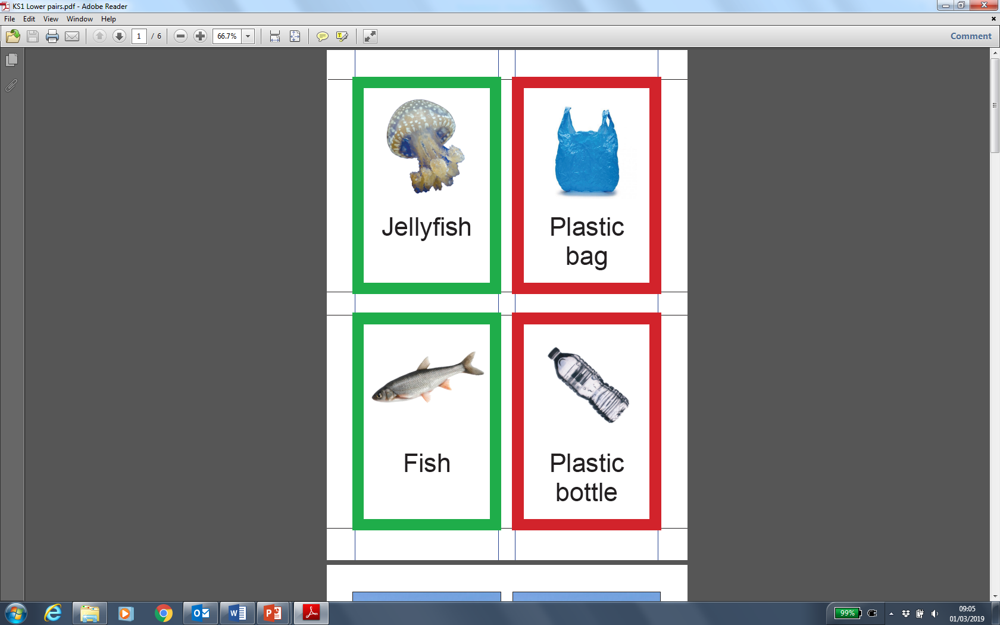 KS1 Lower pairs.pdf - Adobe Reader
File Edit View Window Help
1 / 6 66.7% Comment
Jellyfish
Plastic
bag
Fish
Plastic
bottle
99%
09:05
01/03/2019